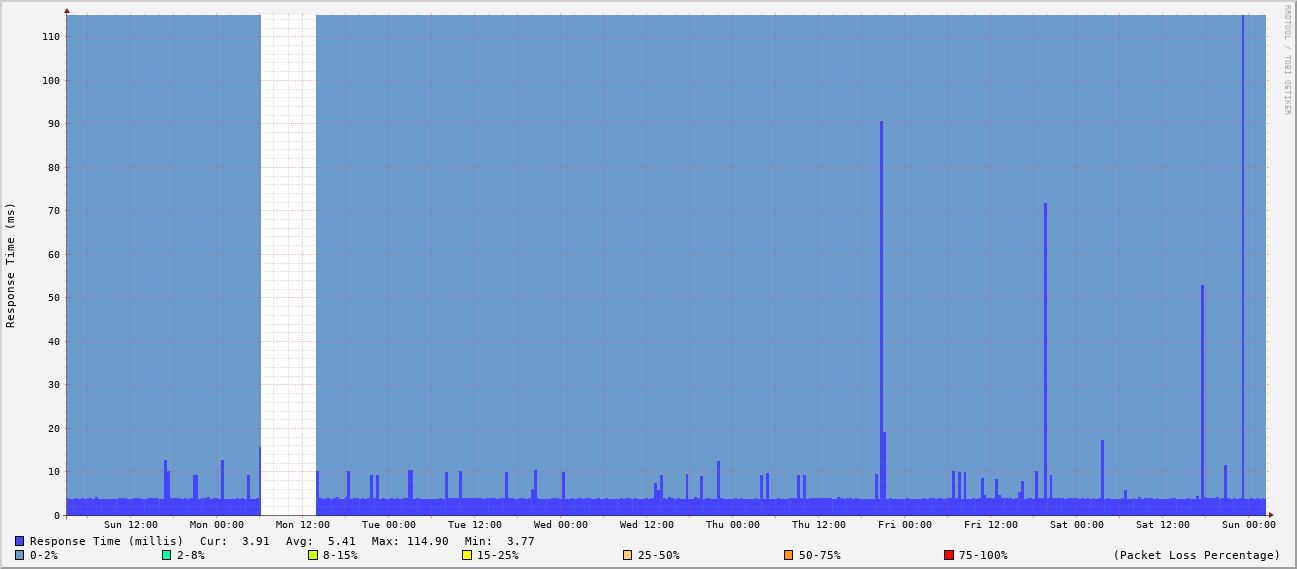 RRDTOOL / TOBI OETIKER
Response Time (ms)
110
100
90
80
70
60
50
40
30
20
10
0
Sun 12:00 Mon 00:00 Mon 12:00 Tue 00:00 Tue 12:00 Wed 00:00 Wed 12:00 Thu 00:00 Thu 12:00 Fri 00:00 Fri 12:00 Sat 00:00 Sat 12:00 Sun 00:00
Response Time (millis) Cur: 3.91 Avg: 5.41 Max: 114.90 Min: 3.77
0-2% 2-8% 8-15% 15-25% 25-50% 50-75% 75-100% (Packet Loss Percentage)